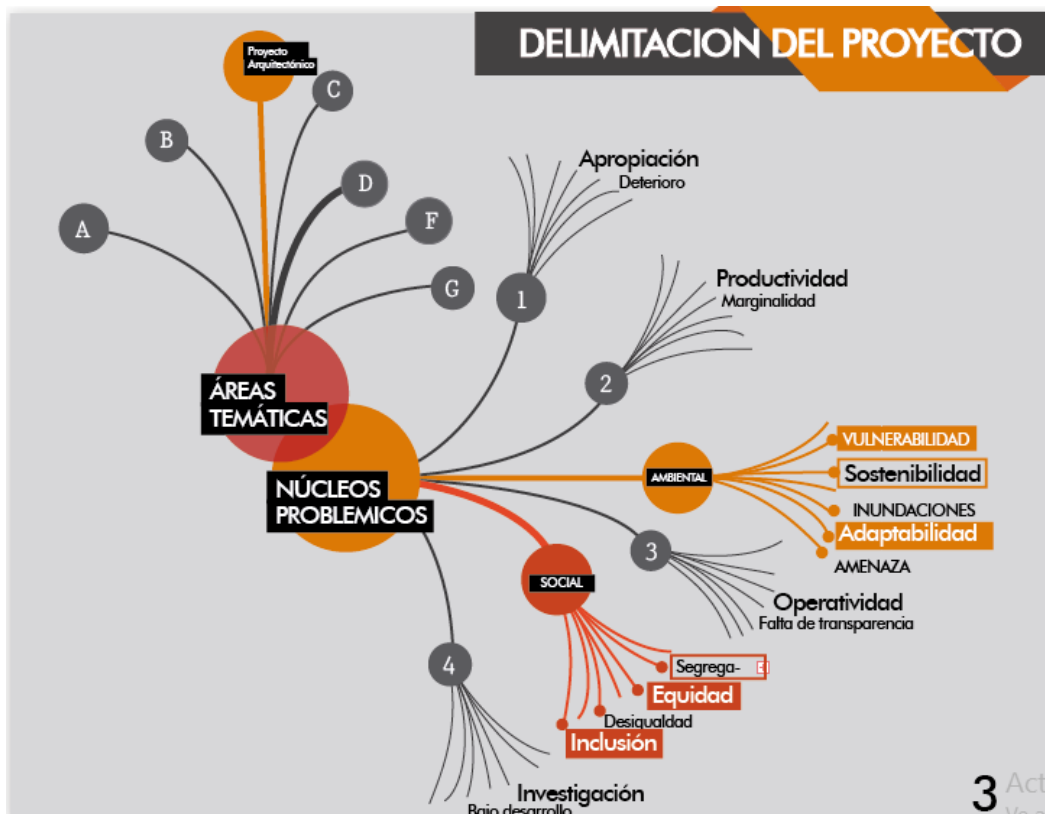 DELIMITACION DEL PROYECTO
Proyecto
Arquitectónico
C
B
D
A
F
G
Apropiación
Deterioro
1
Productividad
Marginalidad
2
ÁREAS
TEMÁTICAS
NÚCLEOS
PROBLEMICOS
AMBIENTAL
VULNERABILIDAD
Sostenibilidad
INUNDACIONES
Adaptabilidad
AMENAZA
3
Operatividad
Falta de transparencia
SOCIAL
Segrega-
Equidad
Desigualdad
Inclusión
4
Investigación
Bajo desarrollo
3
Act